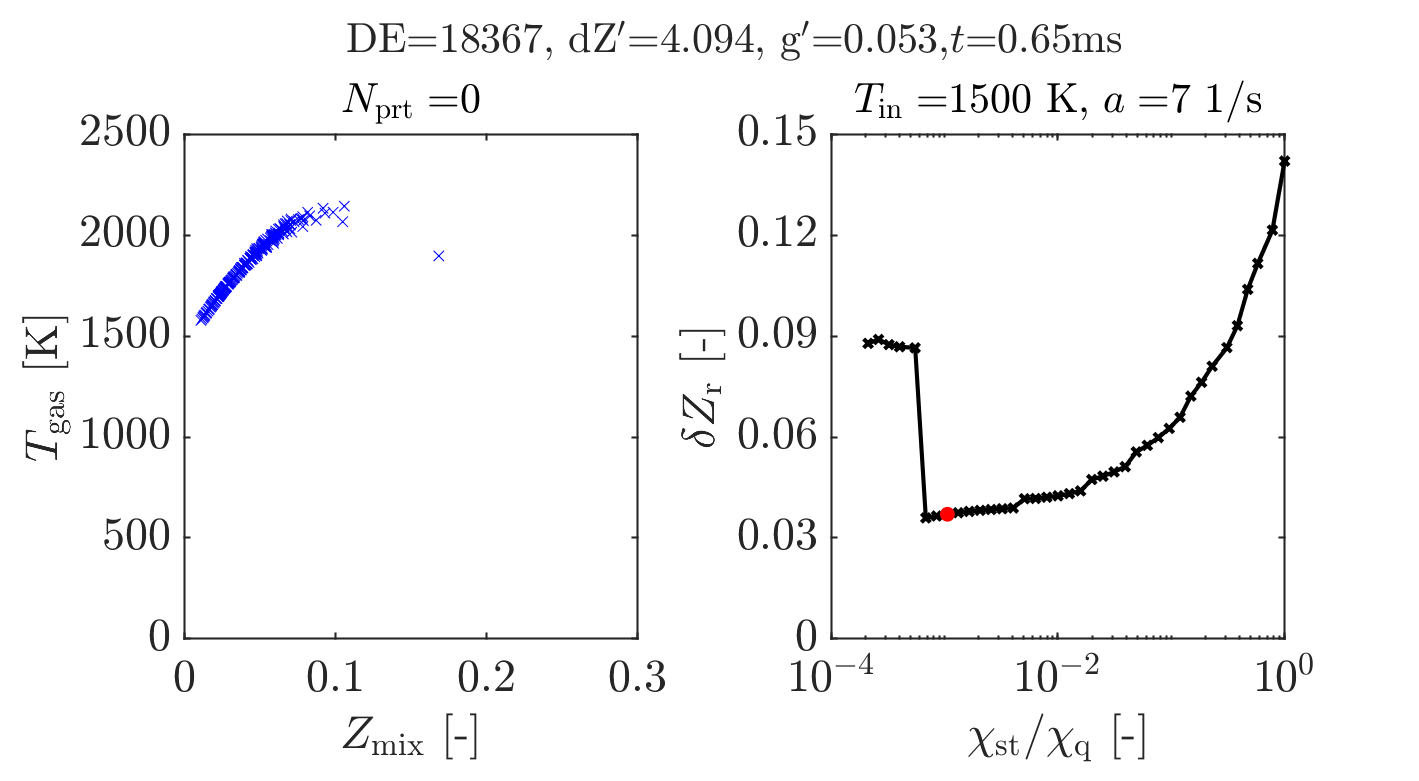 DE=18367, dZ′=4.094, g′=0.053,t=0.65ms
N_prt =0
T_in =1500 K, a =7 1/s
2500
2000
1500
1000
500
0
T_gas [K]
0
0.1
0.2
0.3
Z_mix [-]
0.15
0.12
0.09
0.06
0.03
0
δZ_r [-]
10^−4
10^−2
10^0
χ_st/χ_q [-]